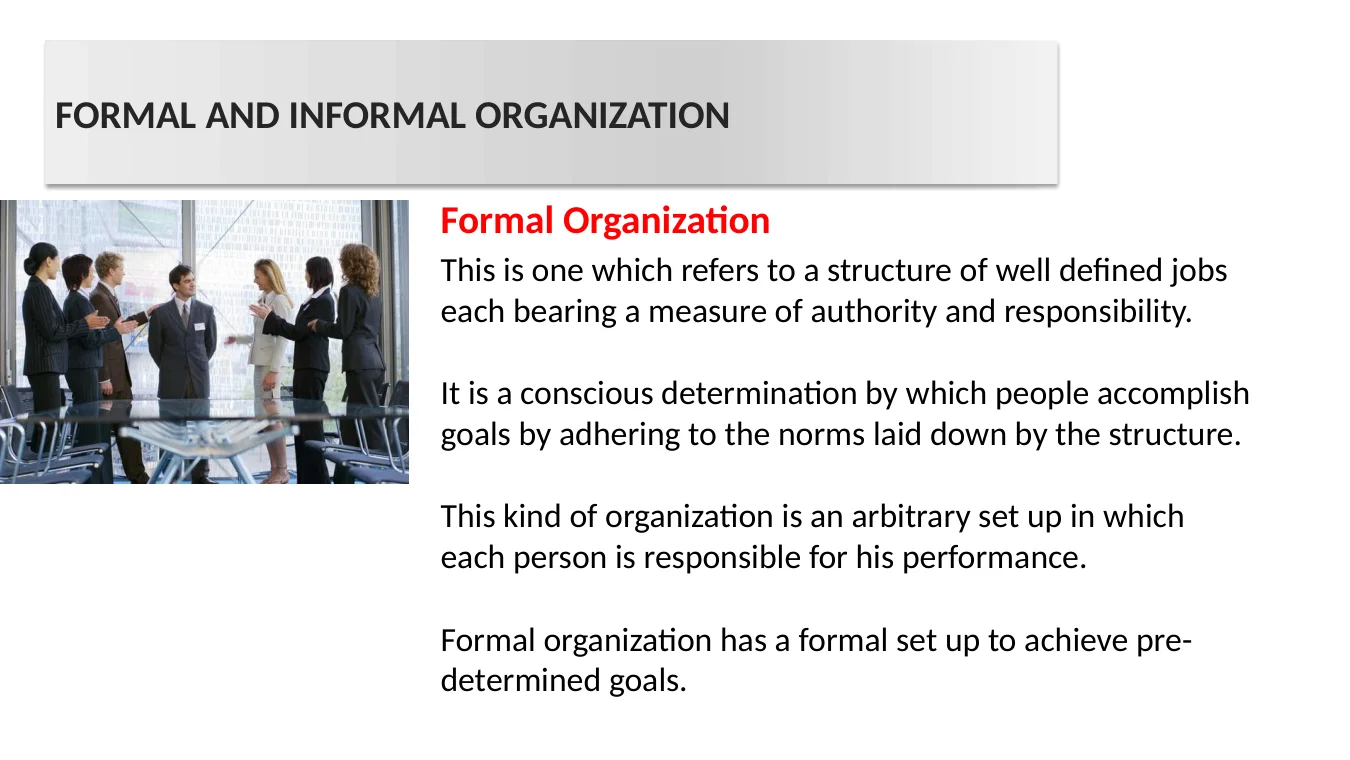 FORMAL AND INFORMAL ORGANIZATION
Formal Organization
This is one which refers to a structure of well defined jobs
each bearing a measure of authority and responsibility.
It is a conscious determination by which people accomplish
goals by adhering to the norms laid down by the structure.
This kind of organization is an arbitrary set up in which
each person is responsible for his performance.
Formal organization has a formal set up to achieve pre-
determined goals.